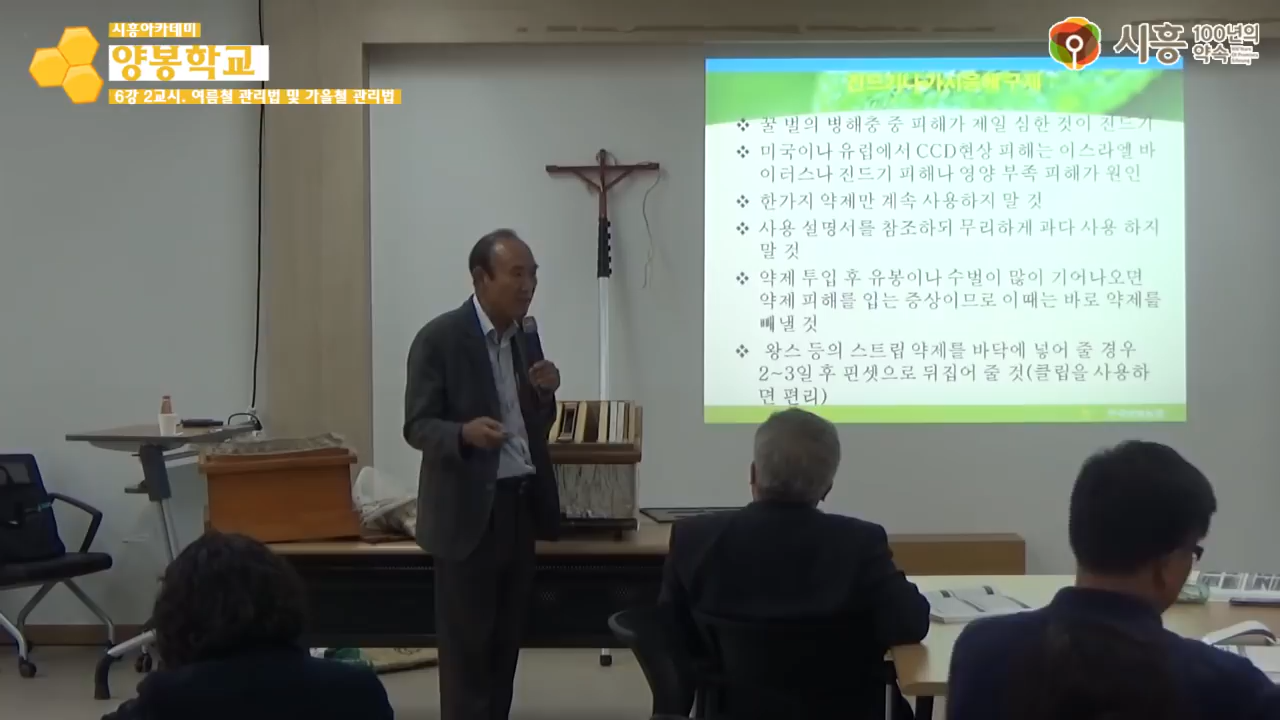 시흥아카데미
양봉학교
6강 2교시. 여름철 관리법 및 가을철 관리법
시흥 100년의 약속
❖ 꿀 벌의 병해충 중 피해가 제일 심한 것이 진드기
❖ 미국이나 유럽에서 CCD현상 피해는 이스라엘 바
이러스나 진드기 피해나 영양 부족 피해가 원인
❖ 한가지 약제만 계속 사용하지 말 것
❖ 사용 설명서를 참조하되 무리하게 과다 사용 하지
말 것
❖ 약제 투입 후 유봉이나 수벌이 많이 기어나오면
약제 피해를 입는 증상이므로 이때는 바로 약제를
빼낼 것
❖ 왕스 등의 스트립 약제를 바닥에 넣어 줄 경우
2~3일 후 핀셋으로 뒤집어 줄 것(클립을 사용하
면 편리)